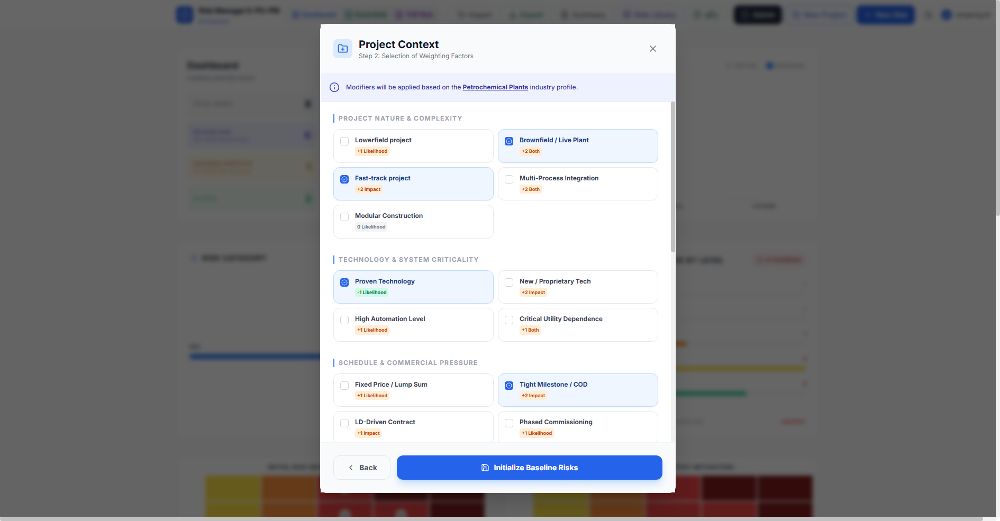 Dashboard
Project Context
Step 2: Selection of Weighting Factors
Modifiers will be applied based on the Petrochemical Plants industry profile.
PROJECT NATURE & COMPLEXITY
Lowerfield project
+1 Likelihood
Brownfield / Live Plant
+2 Both
Fast-track project
+2 Impact
Multi-Process Integration
+2 Both
Modular Construction
0 Likelihood
TECHNOLOGY & SYSTEM CRITICALITY
Proven Technology
-1 Likelihood
New / Proprietary Tech
+2 Impact
High Automation Level
+1 Likelihood
Critical Utility Dependence
+1 Both
SCHEDULE & COMMERCIAL PRESSURE
Fixed Price / Lump Sum
+1 Likelihood
Tight Milestone / COD
+2 Impact
LD-Driven Contract
+1 Impact
Phased Commissioning
+1 Likelihood
Back
Initialize Baseline Risks